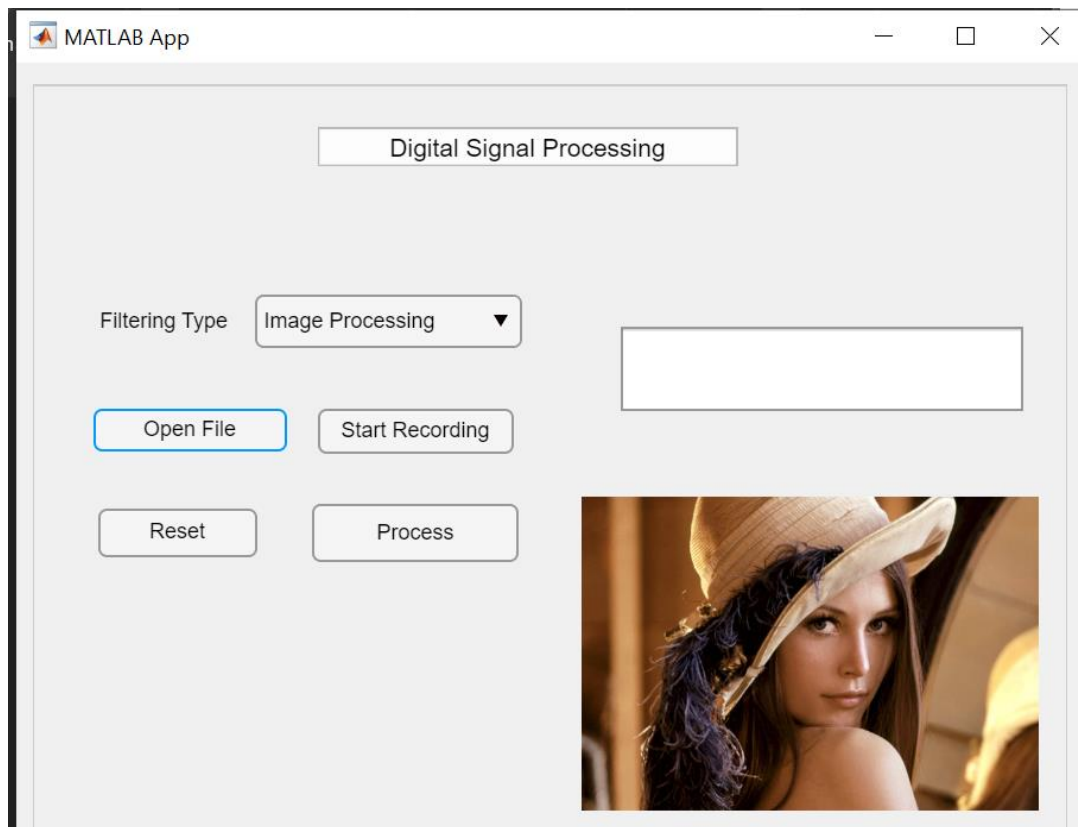 MATLAB App
Digital Signal Processing
Filtering Type
Image Processing
Open File
Start Recording
Reset
Process